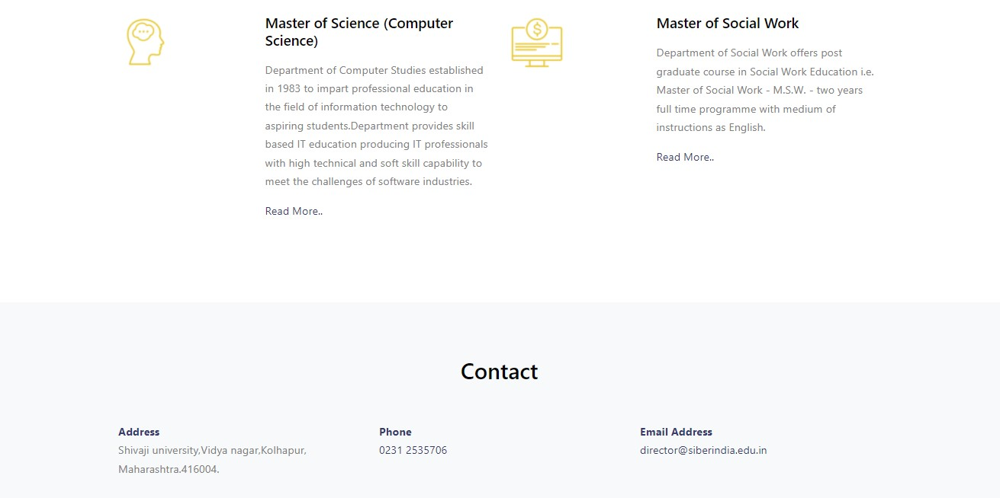 Master of Science (Computer
Science)
Department of Computer Studies established
in 1983 to impart professional education in
the field of information technology to
aspiring students.Department provides skill
based IT education producing IT professionals
with high technical and soft skill capability to
meet the challenges of software industries.
Read More..
$
Master of Social Work
Department of Social Work offers post
graduate course in Social Work Education i.e.
Master of Social Work - M.S.W. - two years
full time programme with medium of
instructions as English.
Read More..
Contact
Address
Shivaji university,Vidya nagar,Kolhapur,
Maharashtra.416004.
Phone
0231 2535706
Email Address
director@siberindia.edu.in